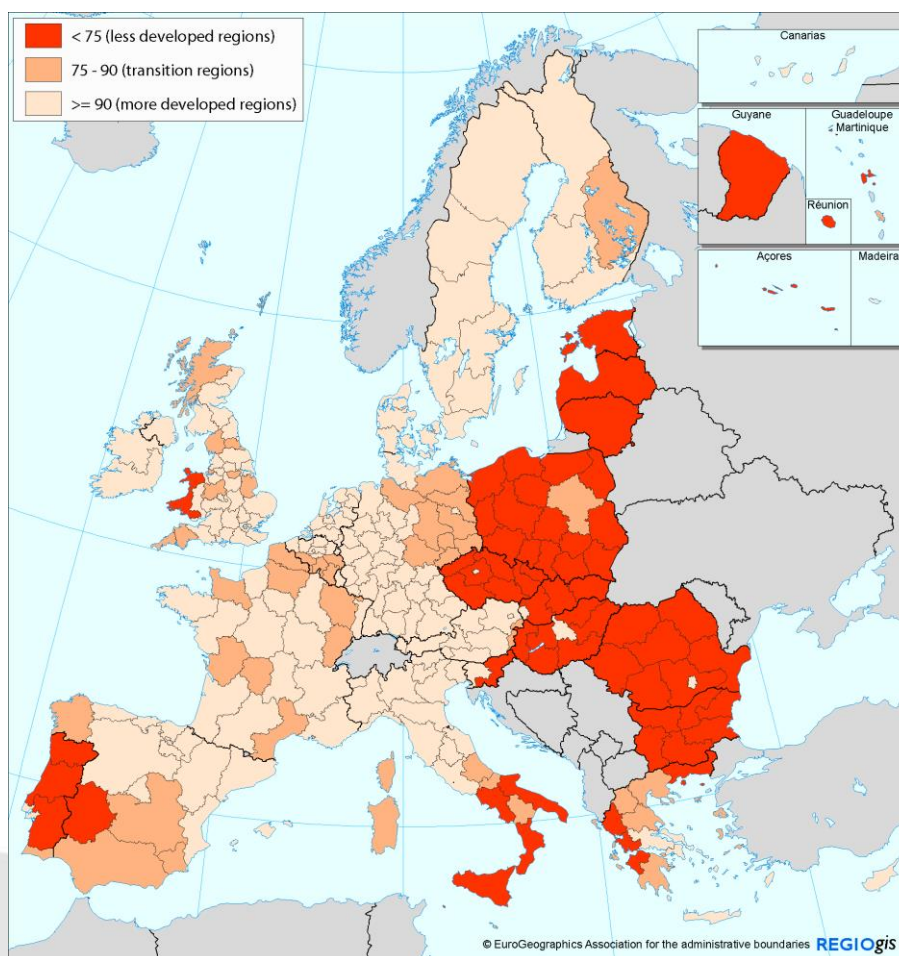 < 75 (less developed regions)
75 - 90 (transition regions)
>= 90 (more developed regions)
Canarias
Guyane
Guadeloupe
Martinique
Réunion
Açores
Madeira
© EuroGeographics Association for the administrative boundaries REGIOgis